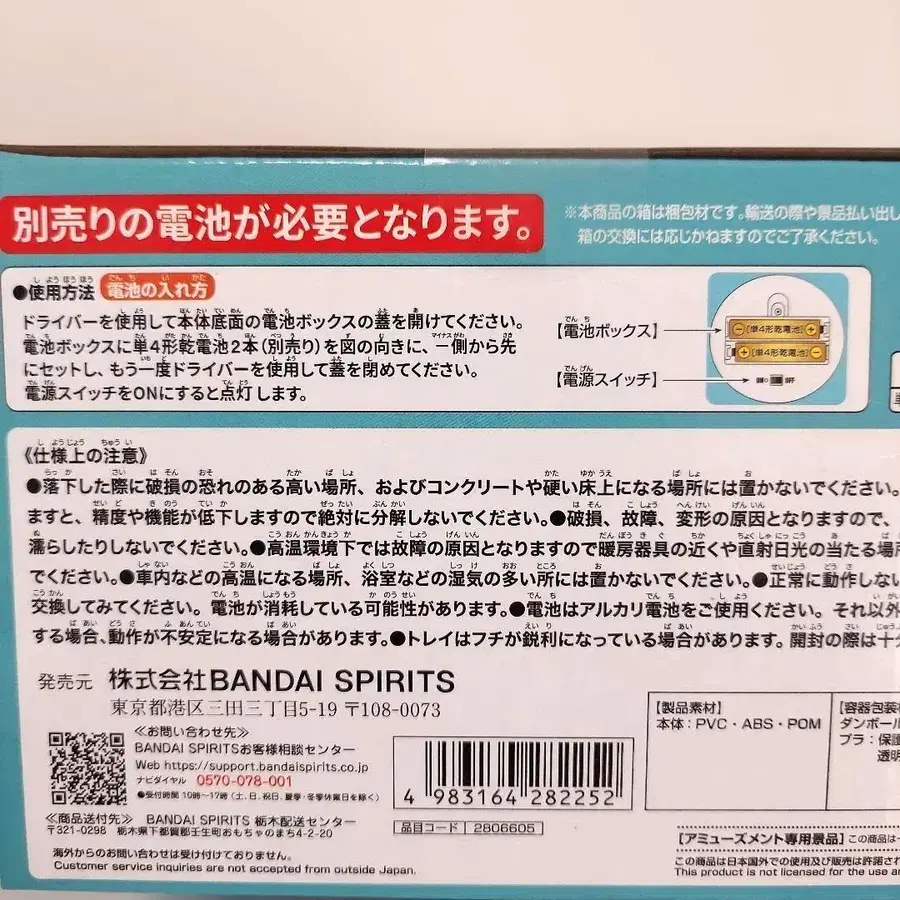 別売りの電池が必要となります。
※本商品の箱は梱包材です。輸送の際や景品払い出し
箱の交換には応じかねますのでご了承ください。
●使用方法 電池の入れ方
ドライバーを使用して本体底面の電池ボックスの蓋を開けてください。
電池ボックスに単4形乾電池2本(別売り)を図の向きに、一側から先
にセットし、もう一度ドライバーを使用して蓋を閉めてください。
電源スイッチをONにすると点灯します。
【電池ボックス】
【電源スイッチ】
[単4形乾電池]
[単4形乾電池]
ON OFF
《仕様上の注意》
●落下した際に破損の恐れのある高い場所、およびコンクリートや硬い床上になる場所には置かないでください。
ますと、精度や機能が低下しますので絶対に分解しないでください。●破損、故障、変形の原因となりますので、
濡らしたりしないでください。●高温環境下では故障の原因となりますので暖房器具の近くや直射日光の当たる場所
でください。●車内などの高温になる場所、浴室などの湿気の多い所には置かないでください。●正常に動作しない
交換してみてください。電池が消耗している可能性があります。●電池はアルカリ電池をご使用ください。それ以外
する場合、動作が不安定になる場合があります。●トレイはフチが鋭利になっている場合があります。開封の際は十分
発売元 株式会社BANDAI SPIRITS
東京都港区三田三丁目5-19 〒108-0073
≪お問い合わせ先≫
BANDAI SPIRITSお客様相談センター
Web https://support.bandaispirits.co.jp
ナビダイヤル 0570-078-001
●受付時間 10時〜17時(土、日、祝日、夏季・冬季休業日を除く)
≪商品送付先≫ BANDAI SPIRITS 栃木配送センター
〒321-0298 栃木県下都賀郡壬生町おもちゃのまち4-2-20
海外からのお問い合わせは受け付けておりません。
Customer service inquiries are not accepted from outside Japan.
4 983164 282252
品目コード 2806605
【製品素材】
本体:PVC・ABS・POM
【容器包装材
ダンボール
プラ:保護
透明
【アミューズメント専用景品】この商品は
この商品は日本国外での使用及び販売は許諾され
This product is not licensed for the use an